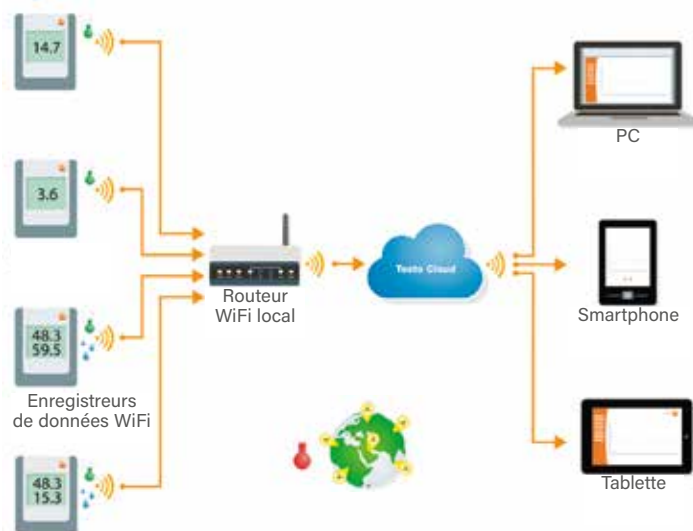 14.7
PC
3.6
Testo Cloud
Routeur
WiFi local
Smartphone
48.3
59.5
Enregistreurs
de données WiFi
48.3
15.3
Tablette